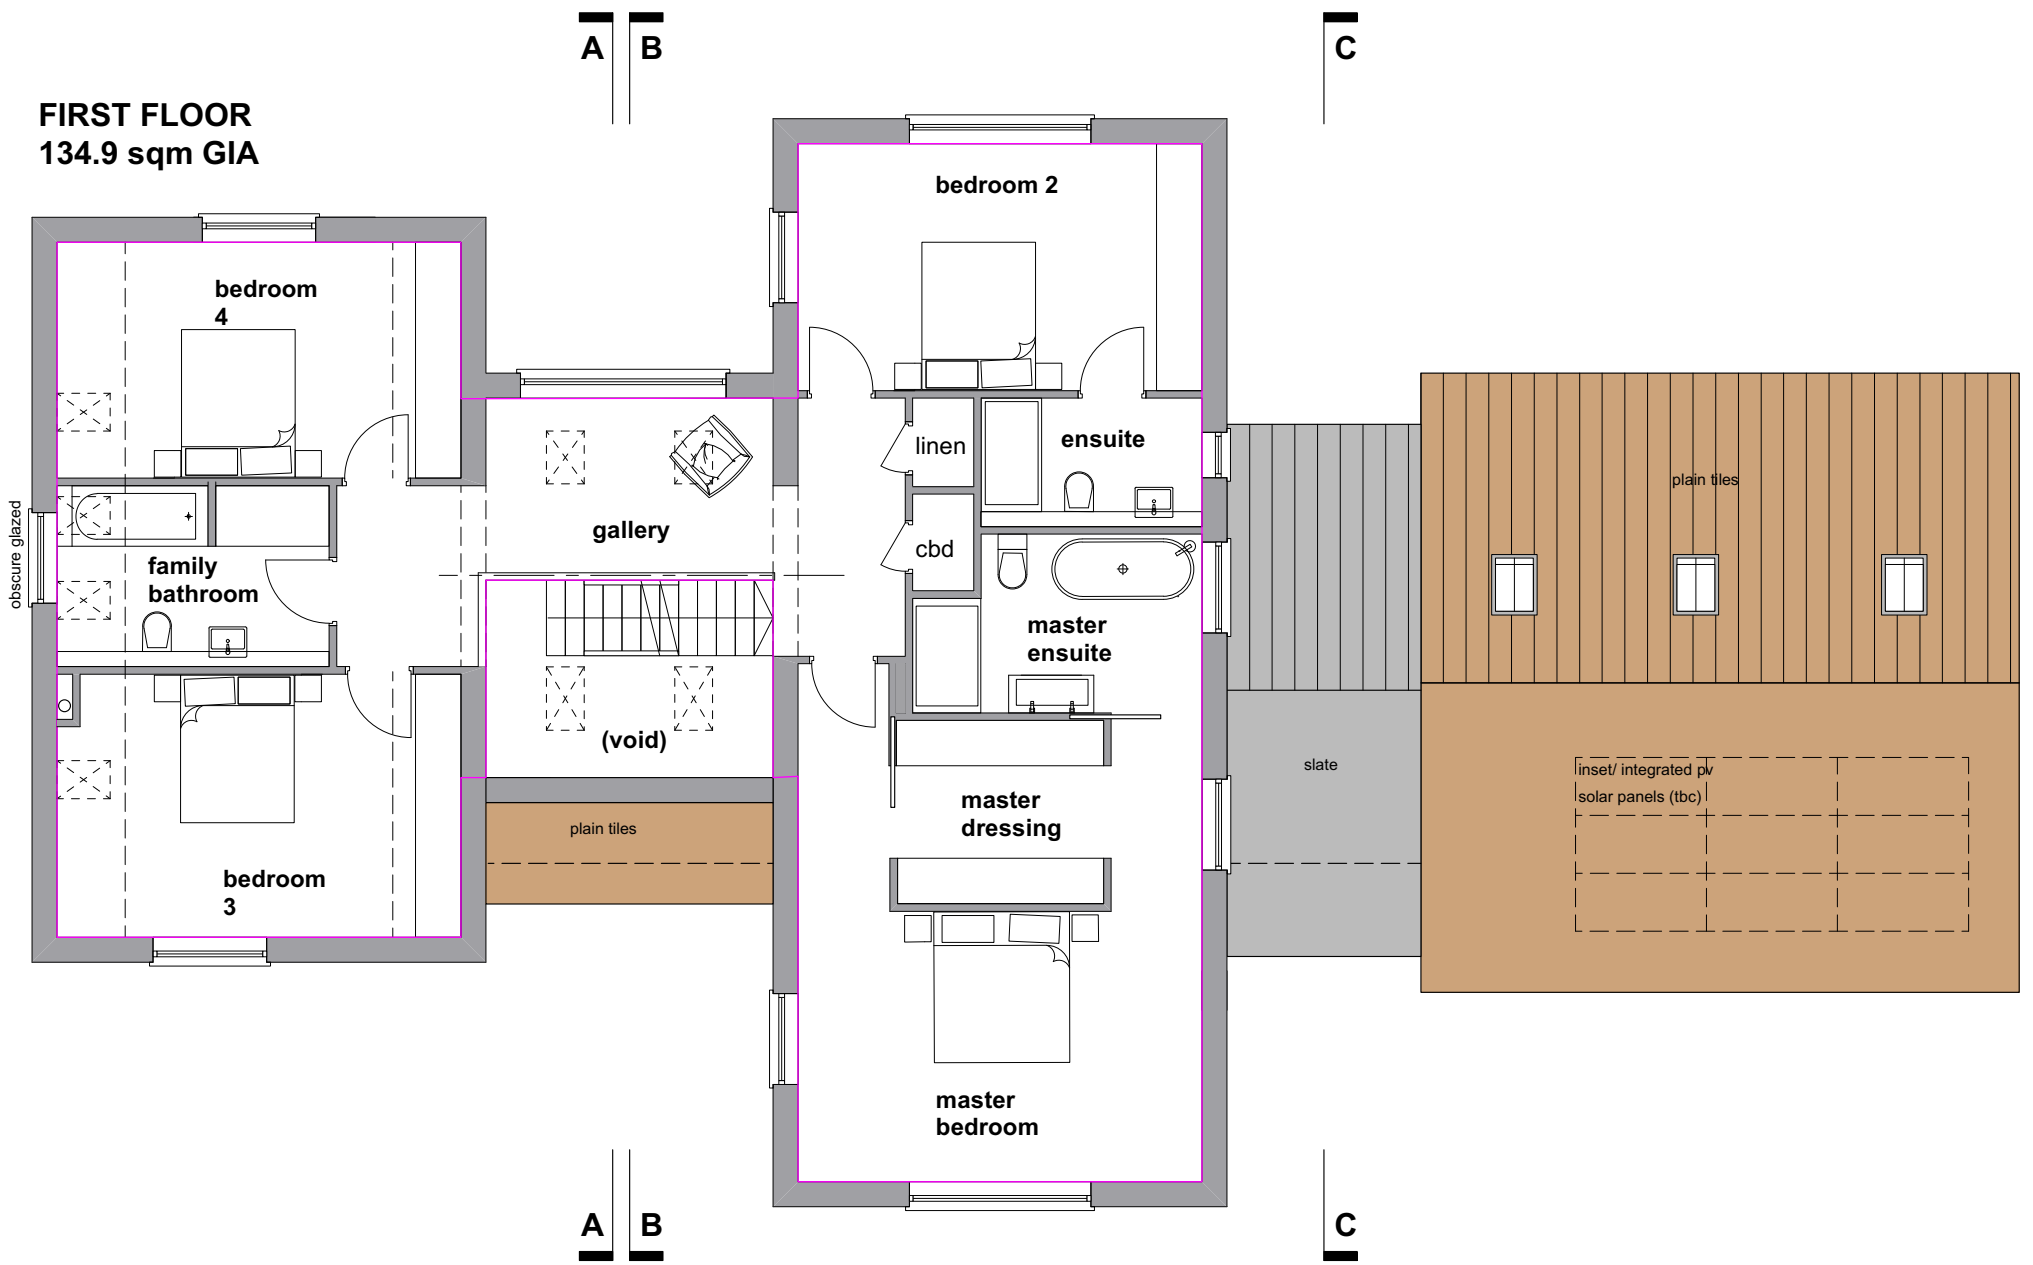 A B C
FIRST FLOOR
134.9 sqm GIA
bedroom 2
bedroom
4
ensuite
linen
plain tiles
obscure glazed
gallery
cbd
family
bathroom
master
ensuite
(void)
slate
inset/ integrated pv
solar panels (tbc)
master
dressing
plain tiles
bedroom
3
master
bedroom
A B C